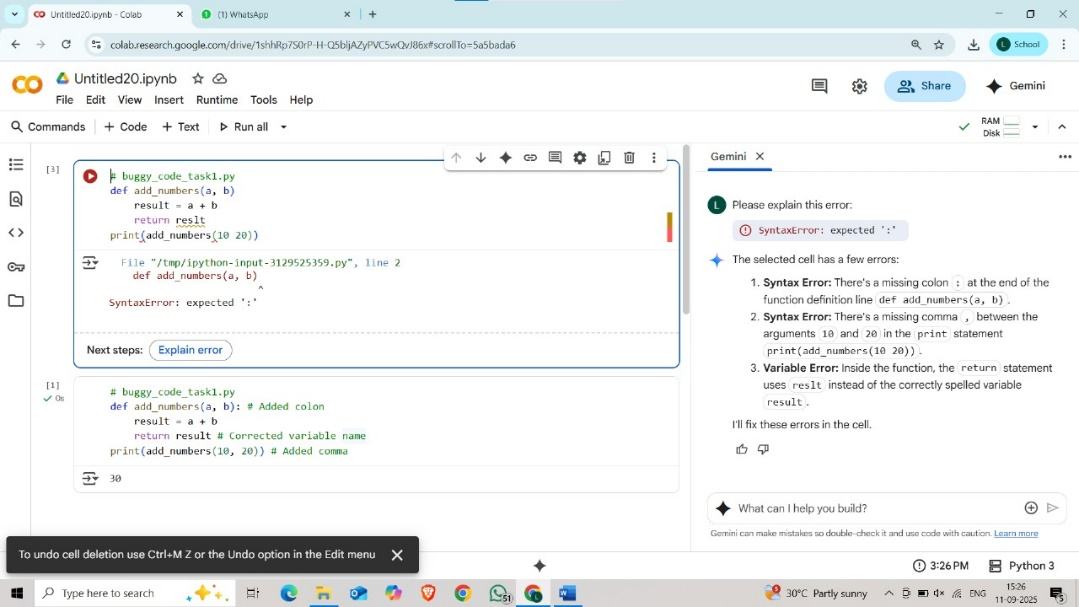 Untitled20.ipynb - Colab
(1) WhatsApp
colab.research.google.com/drive/1shhRp7S0rP-H-Q5bljAZyPVC5wQvJ86x#scrollTo=5a5bada6
School
Untitled20.ipynb
File Edit View Insert Runtime Tools Help
Share
Gemini
Commands + Code + Text Run all
RAM
Disk
[3]
# buggy_code_task1.py
def add_numbers(a, b)
result = a + b
return reslt
print(add_numbers(10 20))
File "/tmp/ipython-input-3129525359.py", line 2
def add_numbers(a, b)
^
SyntaxError: expected ':'
Next steps: Explain error
[1]
0s
# buggy_code_task1.py
def add_numbers(a, b): # Added colon
result = a + b
return result # Corrected variable name
print(add_numbers(10, 20)) # Added comma
30
Gemini
L Please explain this error:
SyntaxError: expected ':'
The selected cell has a few errors:
1. Syntax Error: There's a missing colon : at the end of the
function definition line def add_numbers(a, b) .
2. Syntax Error: There's a missing comma , between the
arguments 10 and 20 in the print statement
print(add_numbers(10 20)) .
3. Variable Error: Inside the function, the return statement
uses reslt instead of the correctly spelled variable
result .
I'll fix these errors in the cell.
What can I help you build?
Gemini can make mistakes so double-check it and use code with caution. Learn more
To undo cell deletion use Ctrl+M Z or the Undo option in the Edit menu
3:26 PM Python 3
Type here to search
51
30°C Partly sunny
ENG
15:26
11-09-2025
5